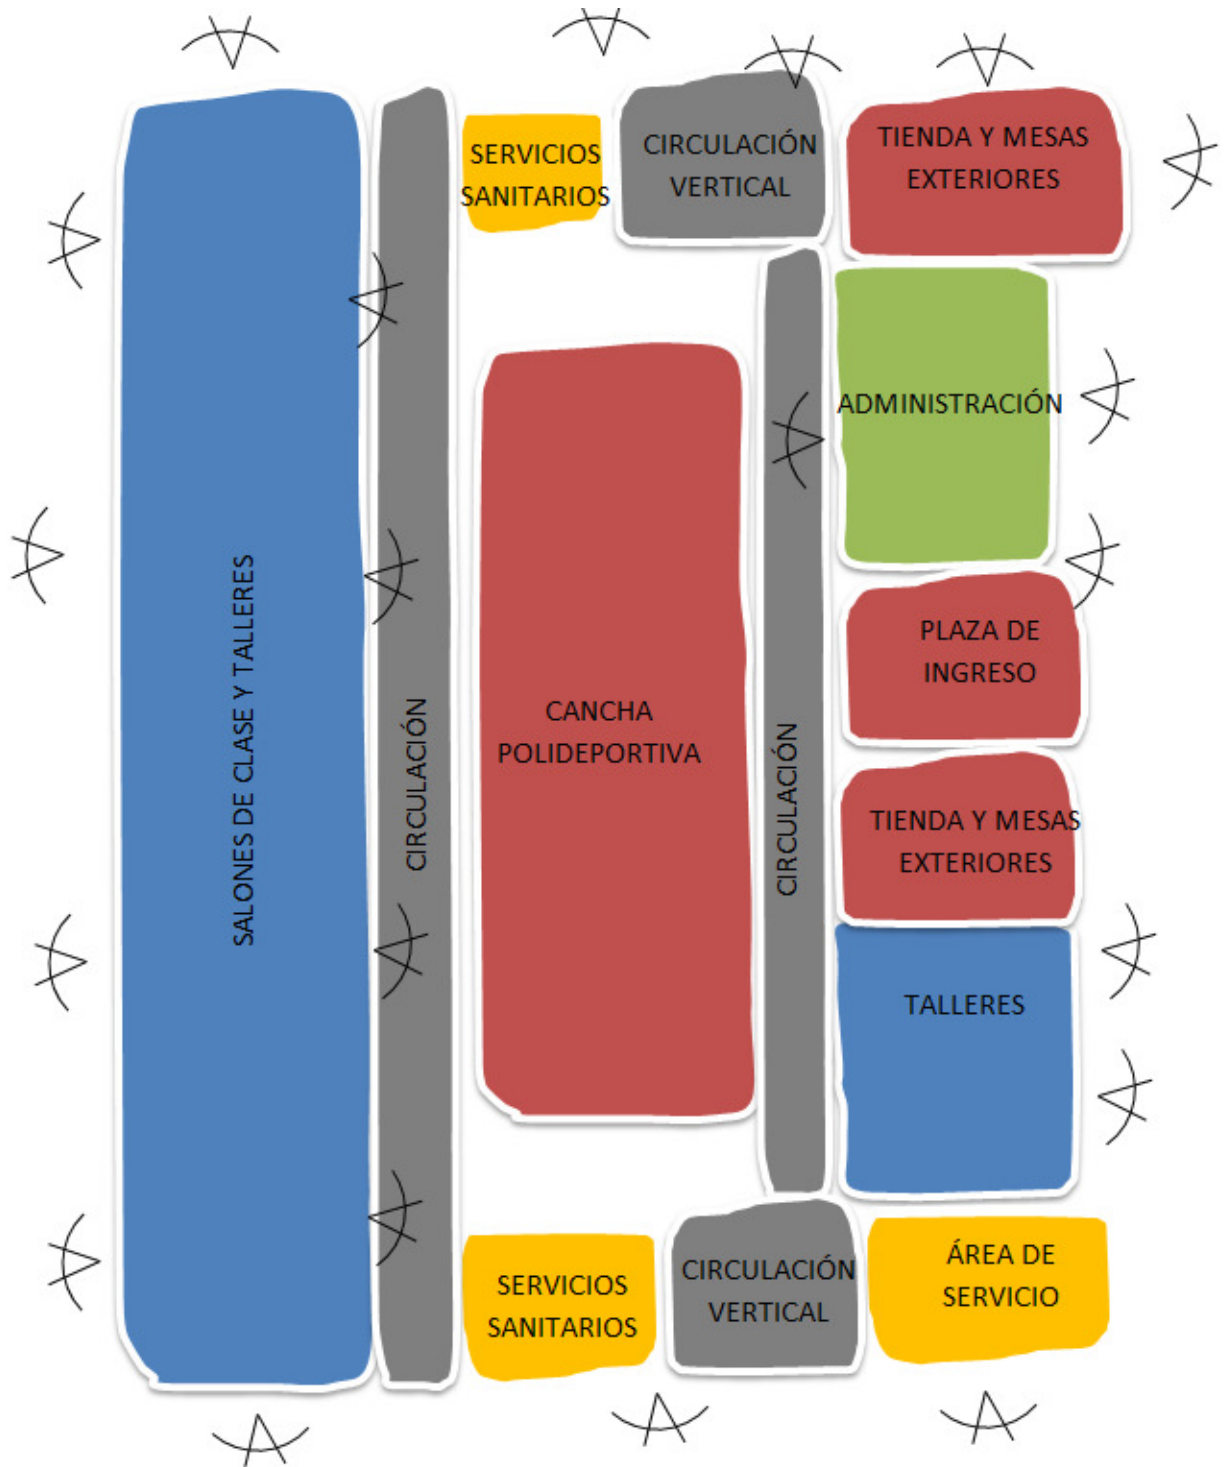 SERVICIOS
SANITARIOS
CIRCULACIÓN
VERTICAL
TIENDA Y MESAS
EXTERIORES
ADMINISTRACIÓN
SALONES DE CLASE Y TALLERES
CIRCULACIÓN
CANCHA
POLIDEPORTIVA
CIRCULACIÓN
PLAZA DE
INGRESO
TIENDA Y MESAS
EXTERIORES
TALLERES
SERVICIOS
SANITARIOS
CIRCULACIÓN
VERTICAL
ÁREA DE
SERVICIO